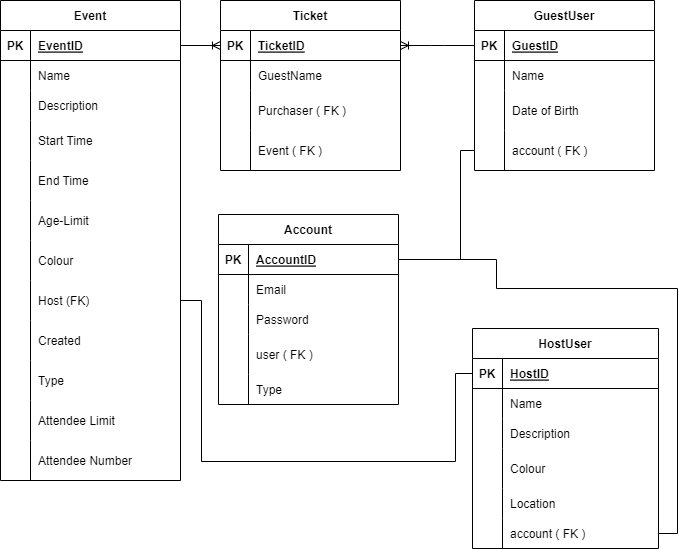 Event
PK EventID
Name
Description
Start Time
End Time
Age-Limit
Colour
Host (FK)
Created
Type
Attendee Limit
Attendee Number
Ticket
PK TicketID
GuestName
Purchaser ( FK )
Event ( FK )
GuestUser
PK GuestID
Name
Date of Birth
account ( FK )
Account
PK AccountID
Email
Password
user ( FK )
Type
HostUser
PK HostID
Name
Description
Colour
Location
account ( FK )